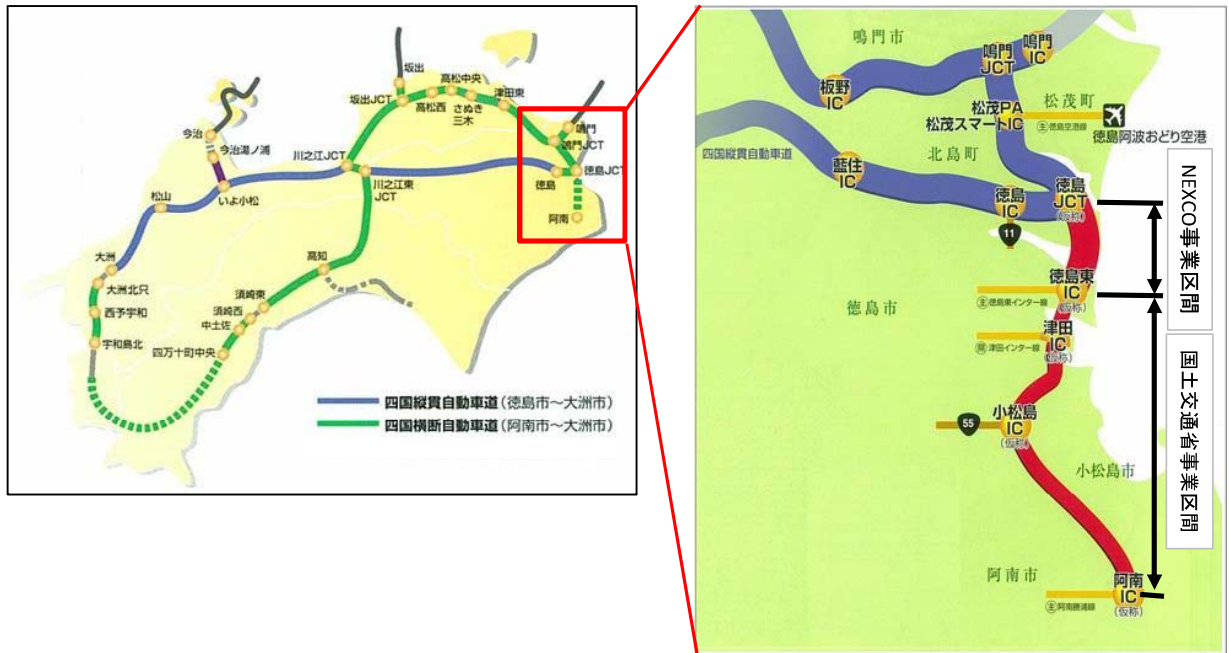 坂出
高松中央
坂出JCT
高松西
さぬき
三木
津田東
鳴門
鳴門JCT
今治
今治湯ノ浦
川之江JCT
川之江東
JCT
徳島
徳島JCT
松山
いよ小松
阿南
大洲
大洲北只
西予宇和
宇和島北
高知
須崎東
須崎西
中土佐
四万十町中央
四国縦貫自動車道(徳島市～大洲市)
四国横断自動車道(阿南市～大洲市)
鳴門市
鳴門
JCT
鳴門
IC
板野
IC
松茂PA
松茂スマートIC
松茂町
主徳島空港線
徳島阿波おどり空港
四国縦貫自動車道
北島町
藍住
IC
徳島
IC
11
徳島
JCT
(仮称)
NEXCO事業区間
徳島東
IC
(仮称)
主徳島東インター線
徳島市
津田
IC
(仮称)
国土交通省事業区間
小松島
IC
(仮称)
55
小松島市
阿南市
阿南
IC
(仮称)
主阿南勝浦線